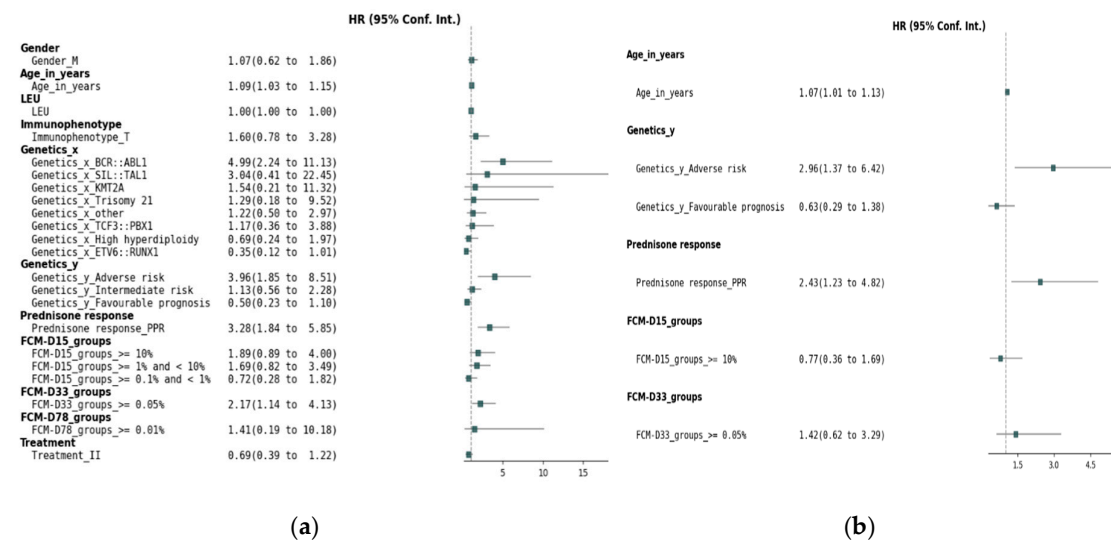 HR (95% Conf. Int.)
Gender
Gender_M 1.07(0.62 to 1.86)
Age_in_years
Age_in_years 1.09(1.03 to 1.15)
LEU
LEU 1.00(1.00 to 1.00)
Immunophenotype
Immunophenotype_T 1.60(0.78 to 3.28)
Genetics_x
Genetics_x_BCR::ABL1 4.99(2.24 to 11.13)
Genetics_x_SIL::TAL1 3.04(0.41 to 22.45)
Genetics_x_KMT2A 1.54(0.21 to 11.32)
Genetics_x_Trisomy 21 1.29(0.18 to 9.52)
Genetics_x_other 1.22(0.50 to 2.97)
Genetics_x_TCF3::PBX1 1.17(0.36 to 3.88)
Genetics_x_High hyperdiploidy 0.69(0.24 to 1.97)
Genetics_x_ETV6::RUNX1 0.35(0.12 to 1.01)
Genetics_y
Genetics_y_Adverse risk 3.96(1.85 to 8.51)
Genetics_y_Intermediate risk 1.13(0.56 to 2.28)
Genetics_y_Favourable prognosis 0.50(0.23 to 1.10)
Prednisone response
Prednisone response_PPR 3.28(1.84 to 5.85)
FCM-D15_groups
FCM-D15_groups_>= 10% 1.89(0.89 to 4.00)
FCM-D15_groups_>= 1% and < 10% 1.69(0.82 to 3.49)
FCM-D15_groups_>= 0.1% and < 1% 0.72(0.28 to 1.82)
FCM-D33_groups
FCM-D33_groups_>= 0.05% 2.17(1.14 to 4.13)
FCM-D78_groups
FCM-D78_groups_>= 0.01% 1.41(0.19 to 10.18)
Treatment
Treatment_II 0.69(0.39 to 1.22)
5 10 15
(a)
HR (95% Conf. Int.)
Age_in_years
Age_in_years 1.07(1.01 to 1.13)
Genetics_y
Genetics_y_Adverse risk 2.96(1.37 to 6.42)
Genetics_y_Favourable prognosis 0.63(0.29 to 1.38)
Prednisone response
Prednisone response_PPR 2.43(1.23 to 4.82)
FCM-D15_groups
FCM-D15_groups_>= 10% 0.77(0.36 to 1.69)
FCM-D33_groups
FCM-D33_groups_>= 0.05% 1.42(0.62 to 3.29)
1.5 3.0 4.5
(b)